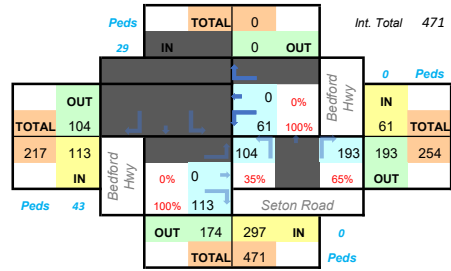 Peds TOTAL 0 Int. Total 471
29 IN 0 OUT
0 Peds
OUT 0 0% Bedford Hwy IN
TOTAL 104 61 100% 61 TOTAL
217 113 Bedford Hwy 104 193 193 254
IN 0% 0 35% 65% OUT
Peds 43 100% 113 Seton Road
OUT 174 297 IN 0
TOTAL 471 Peds